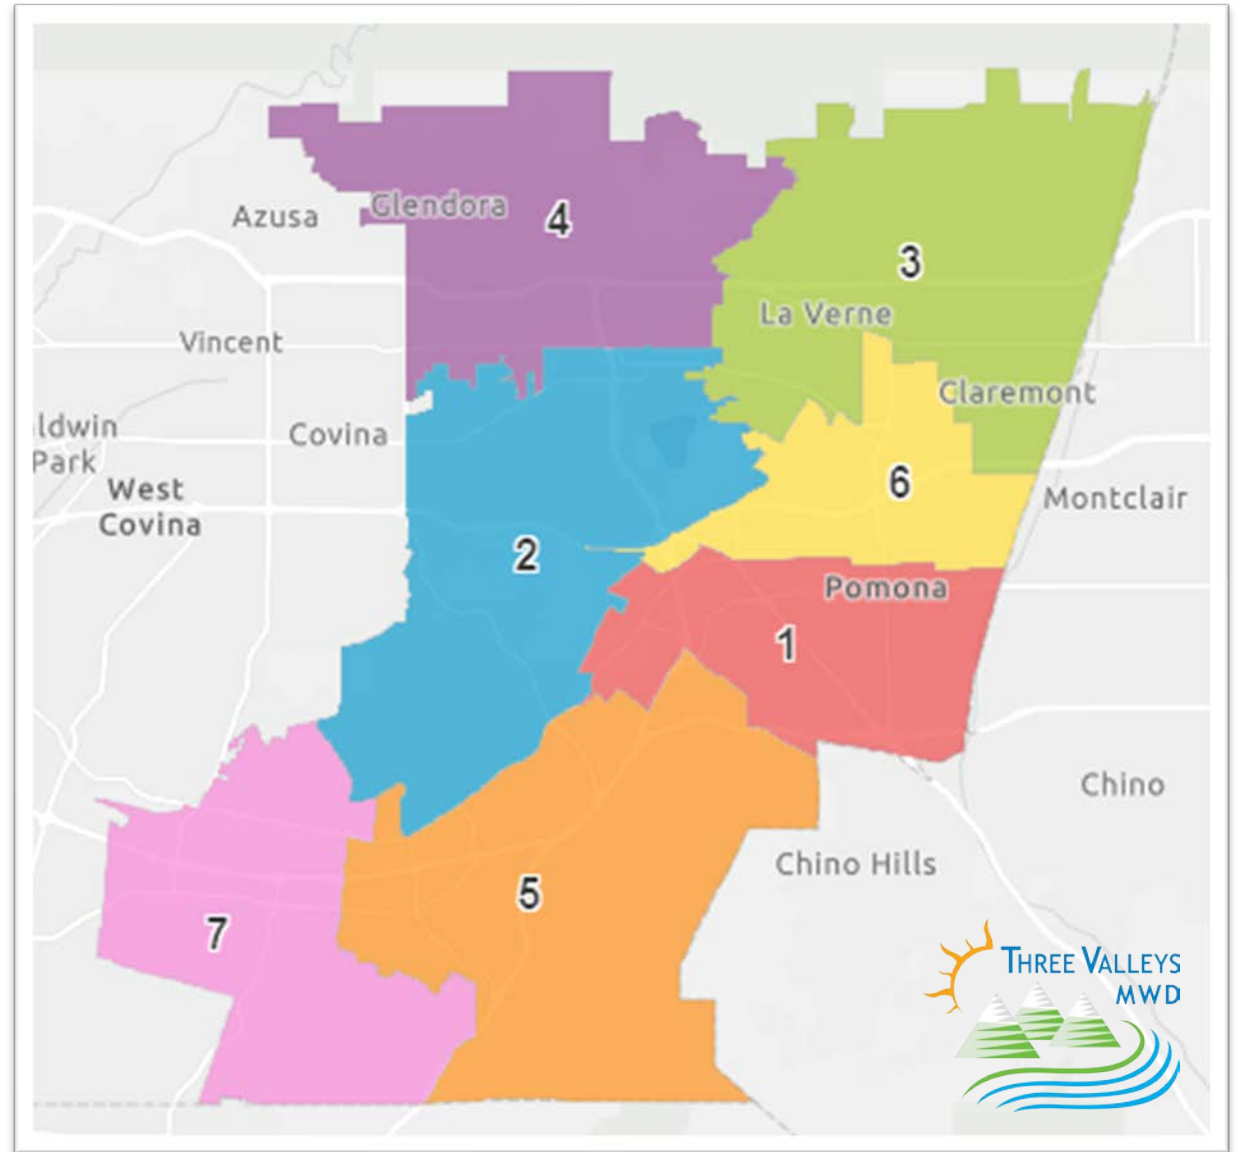 4
Glendora
Azusa
3
La Verne
Vincent
Claremont
ldwin
Park
Covina
West
Covina
6
Montclair
2
Pomona
1
Chino
Chino Hills
5
7
THREE VALLEYS
MWD